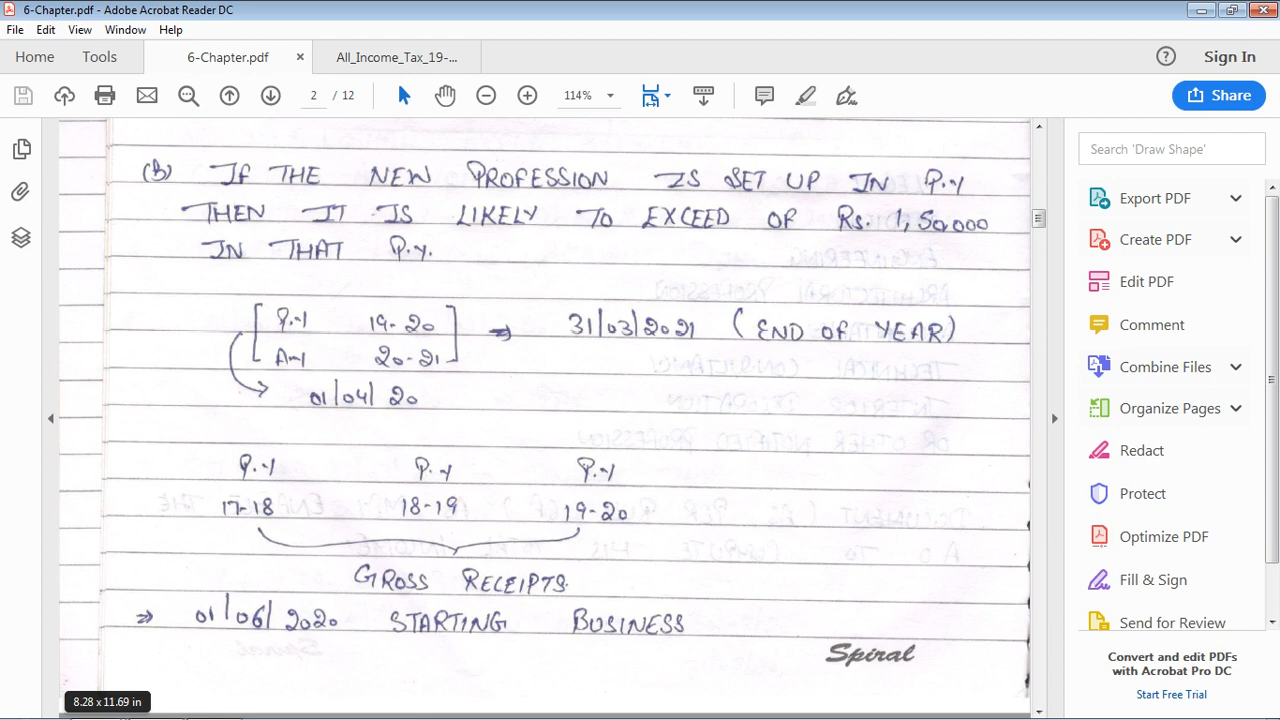 6-Chapter.pdf - Adobe Acrobat Reader DC
File Edit View Window Help
Home Tools 6-Chapter.pdf × All_Income_Tax_19-... ? Sign In
2 / 12 114% Share
(B) If THE NEW PROFESSION IS SET UP IN P.Y
THEN IT IS LIKELY TO EXCEED OF Rs. 1,50,000
IN THAT P.Y.
P.Y 19-20 → 31/03/2021 (END OF YEAR)
A-Y 20-21
01/04/20
P.Y P.Y P.Y
17-18 18-19 19-20
GROSS RECEIPTS
⇒ 01/06/2020 STARTING BUSINESS
Spiral
8.28 x 11.69 in
Search 'Draw Shape'
Export PDF
Create PDF
Edit PDF
Comment
Combine Files
Organize Pages
Redact
Protect
Optimize PDF
Fill & Sign
Send for Review
Convert and edit PDFs
with Acrobat Pro DC
Start Free Trial